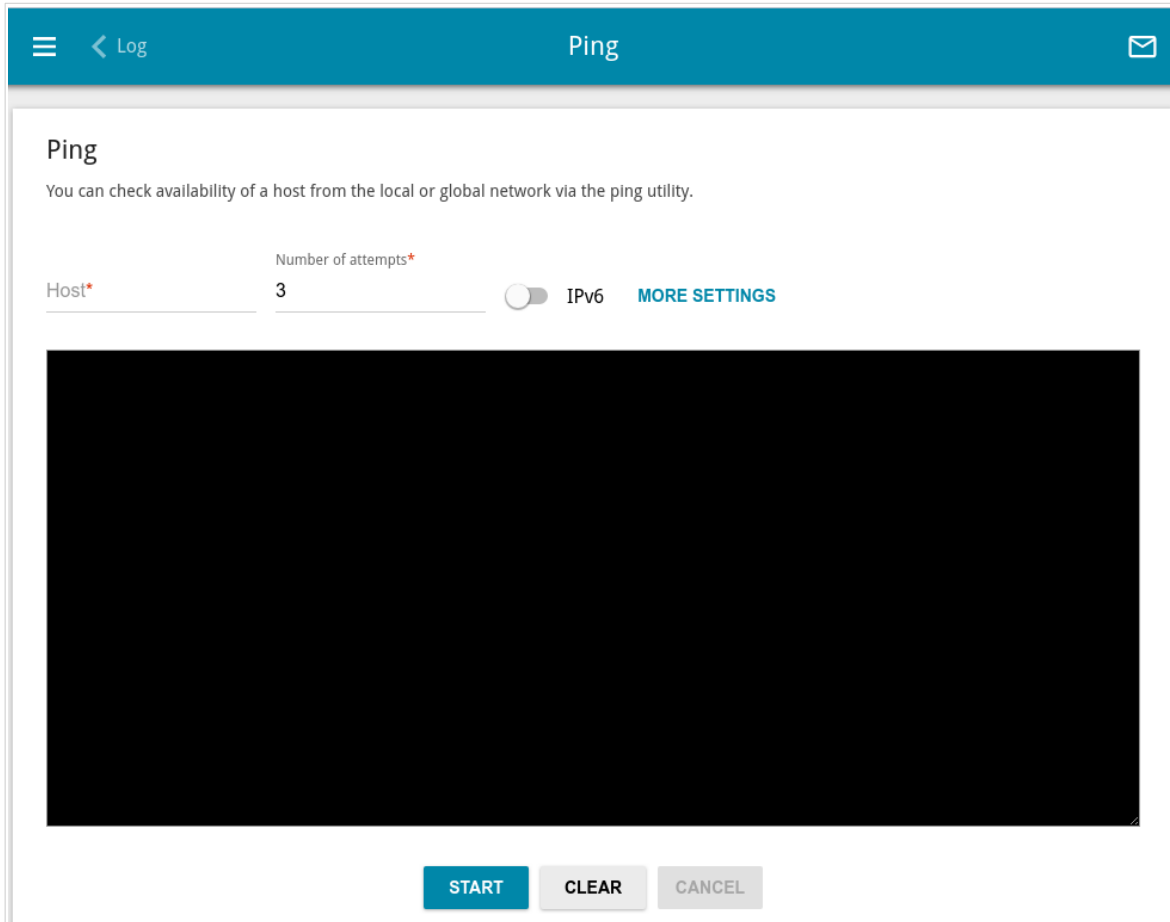 Log
Ping
Ping
You can check availability of a host from the local or global network via the ping utility.
Number of attempts*
Host*
3
IPv6
MORE SETTINGS
START
CLEAR
CANCEL